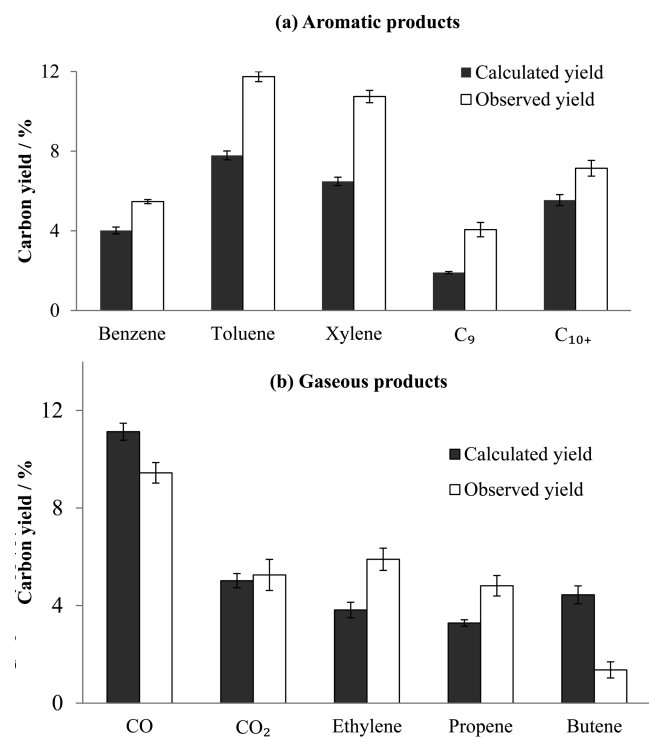 (a) Aromatic products
12
8
4
0
Carbon yield / %
Calculated yield
Observed yield
Benzene Toluene Xylene C₉ C₁₀₊
(b) Gaseous products
12
8
4
0
Carbon yield / %
Calculated yield
Observed yield
CO CO₂ Ethylene Propene Butene